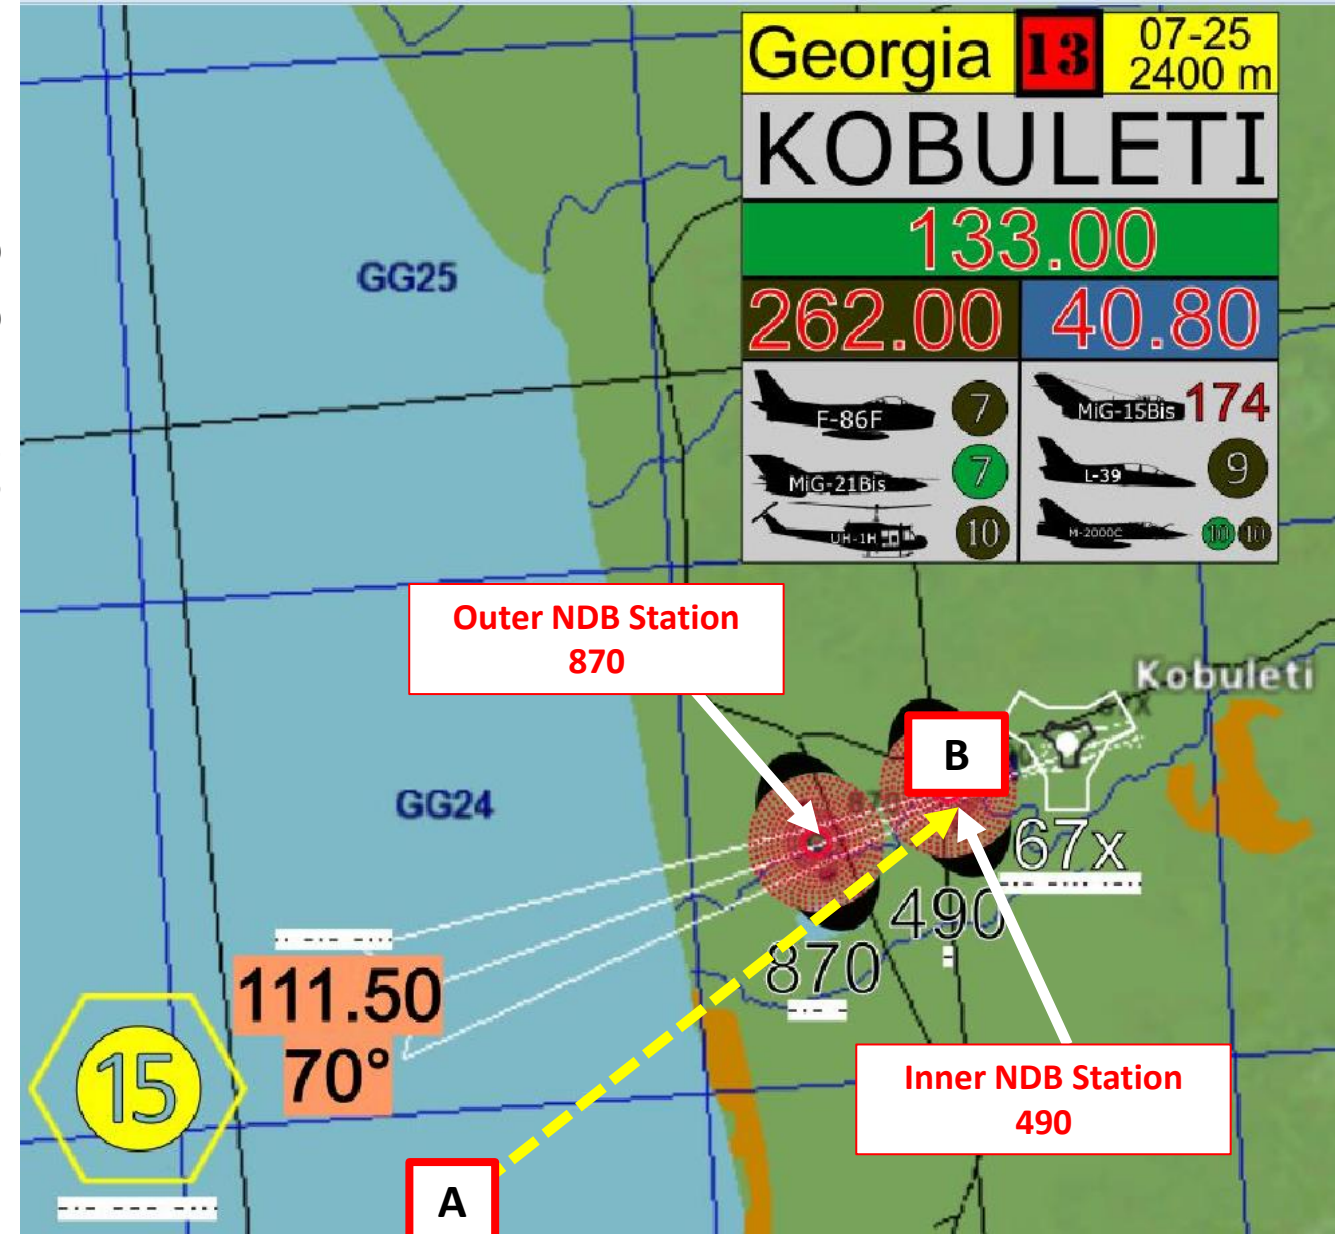 Georgia 13 07-25
2400 m
KOBULETI
133.00
262.00 40.80
F-86F 7
MiG-15Bis 174
MiG-21Bis 7
L-39 9
UH-1H 10
M-2000C 10 10
GG25
Outer NDB Station
870
Kobuleti
B
GG24
67x
490
870
111.50
70°
15
Inner NDB Station
490
A